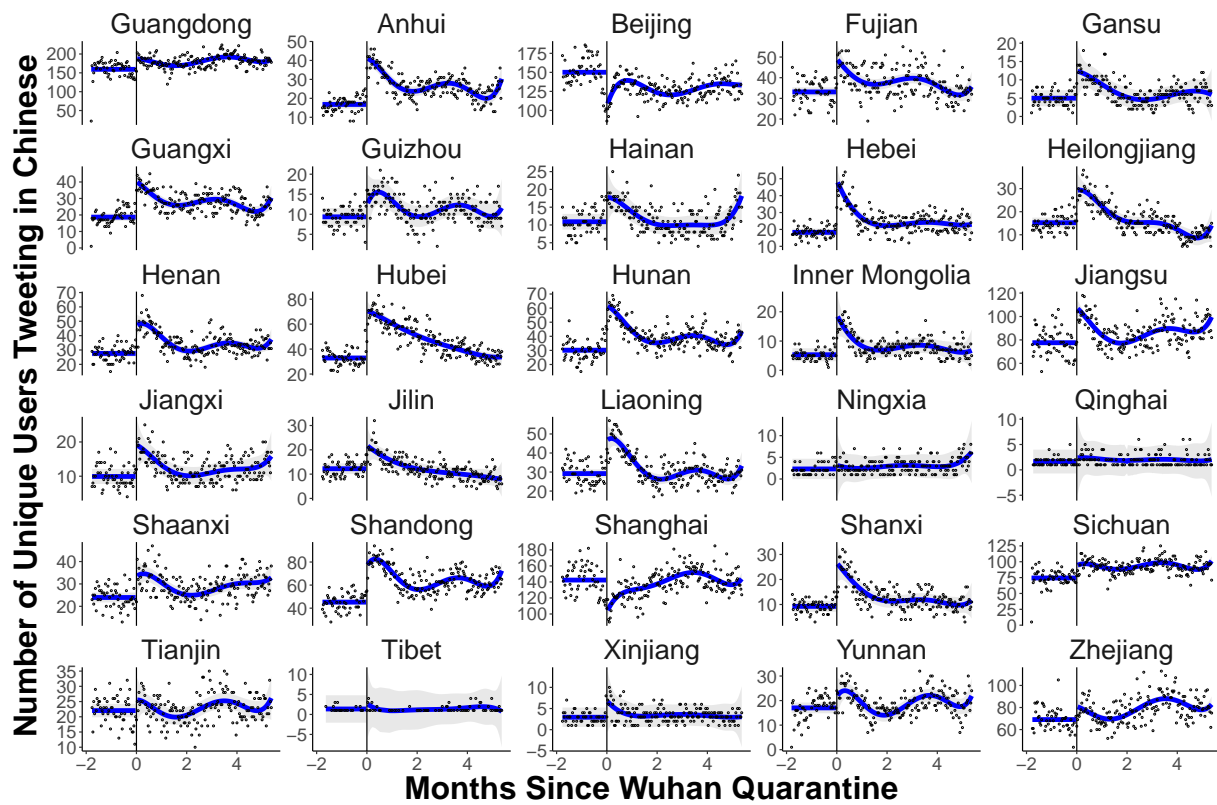 Number of Unique Users Tweeting in Chinese
Guangdong Anhui Beijing Fujian Gansu
200 150 100 50
50 40 30 20 10
175 150 125 100
50 40 30 20
20 15 10 5 0
Guangxi Guizhou Hainan Hebei Heilongjiang
40 30 20 10 0
20 15 10 5
25 20 15 10 5
50 40 30 20 10
30 20 10
Henan Hubei Hunan Inner Mongolia Jiangsu
70 60 50 40 30 20
80 60 40 20
70 60 50 40 30 20
20 10 0
120 100 80 60
Jiangxi Jilin Liaoning Ningxia Qinghai
20 10
30 20 10 0
50 40 30 20
10 5 0
10 5 0 −5
Shaanxi Shandong Shanghai Shanxi Sichuan
40 30 20
80 60 40
180 160 140 120 100
30 20 10
125 100 75 50 25 0
Tianjin Tibet Xinjiang Yunnan Zhejiang
35 30 25 20 15 10
10 5 0 −5
10 5 0 −5
30 20 10 0
100 80 60
−2 0 2 4 −2 0 2 4 −2 0 2 4 −2 0 2 4 −2 0 2 4
Months Since Wuhan Quarantine